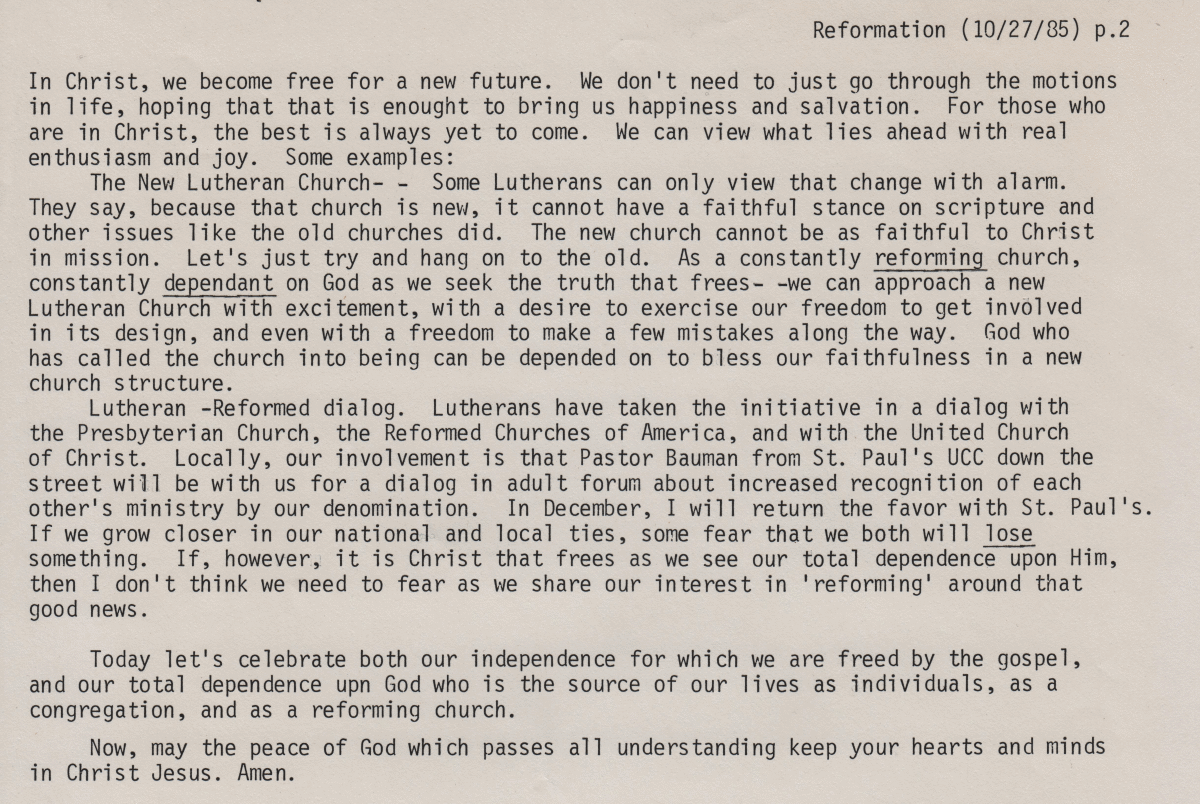 Reformation (10/27/85) p.2
In Christ, we become free for a new future.  We don't need to just go through the motions
in life, hoping that that is enought to bring us happiness and salvation.  For those who
are in Christ, the best is always yet to come.  We can view what lies ahead with real
enthusiasm and joy.  Some examples:
The New Lutheran Church- -  Some Lutherans can only view that change with alarm.
They say, because that church is new, it cannot have a faithful stance on scripture and
other issues like the old churches did.  The new church cannot be as faithful to Christ
in mission.  Let's just try and hang on to the old.  As a constantly reforming church,
constantly dependant on God as we seek the truth that frees- -we can approach a new
Lutheran Church with excitement, with a desire to exercise our freedom to get involved
in its design, and even with a freedom to make a few mistakes along the way.  God who
has called the church into being can be depended on to bless our faithfulness in a new
church structure.
Lutheran -Reformed dialog.  Lutherans have taken the initiative in a dialog with
the Presbyterian Church, the Reformed Churches of America, and with the United Church
of Christ.  Locally, our involvement is that Pastor Bauman from St. Paul's UCC down the
street will be with us for a dialog in adult forum about increased recognition of each
other's ministry by our denomination.  In December, I will return the favor with St. Paul's.
If we grow closer in our national and local ties, some fear that we both will lose
something.  If, however, it is Christ that frees as we see our total dependence upon Him,
then I don't think we need to fear as we share our interest in 'reforming' around that
good news.
Today let's celebrate both our independence for which we are freed by the gospel,
and our total dependence upn God who is the source of our lives as individuals, as a
congregation, and as a reforming church.
Now, may the peace of God which passes all understanding keep your hearts and minds
in Christ Jesus. Amen.